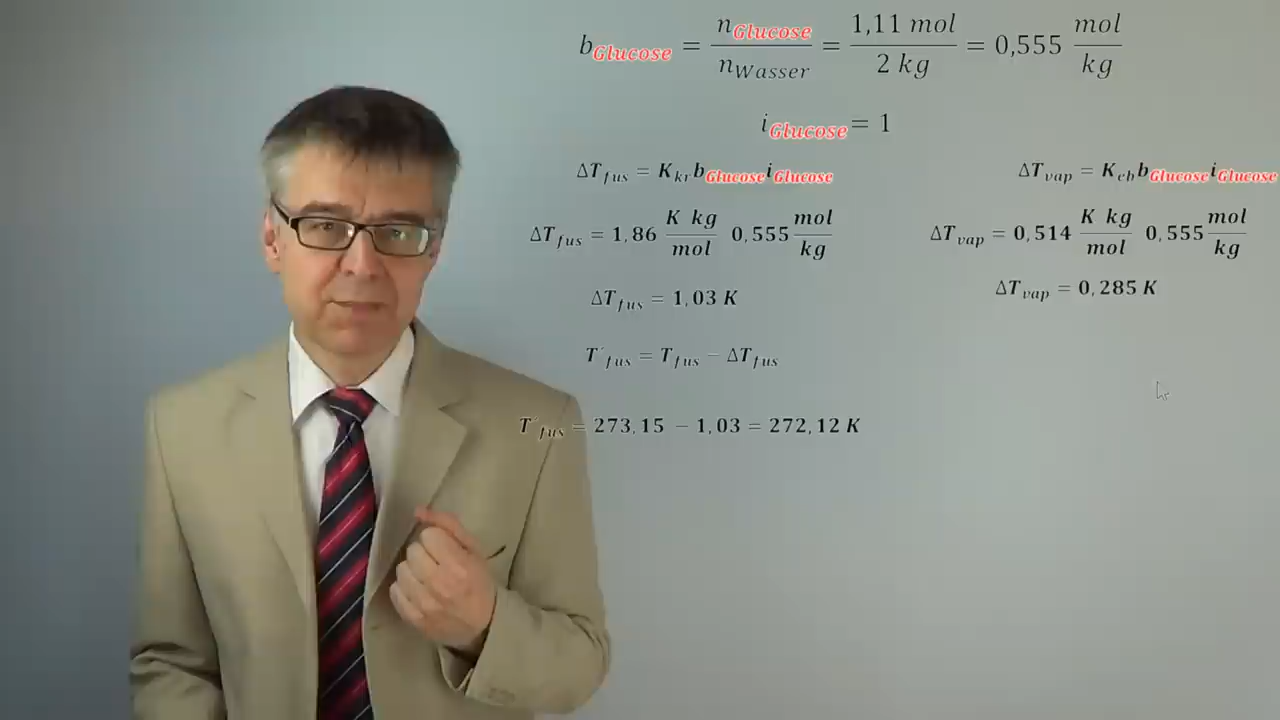 b_Glucose = n_Glucose / n_Wasser = 1,11 mol / 2 kg = 0,555 mol / kg
i_Glucose = 1
ΔT_fus = K_kr b_Glucose i_Glucose
ΔT_fus = 1,86 K kg / mol 0,555 mol / kg
ΔT_fus = 1,03 K
T´_fus = T_fus − ΔT_fus
T´_fus = 273,15 − 1,03 = 272,12 K
ΔT_vap = K_eb b_Glucose i_Glucose
ΔT_vap = 0,514 K kg / mol 0,555 mol / kg
ΔT_vap = 0,285 K